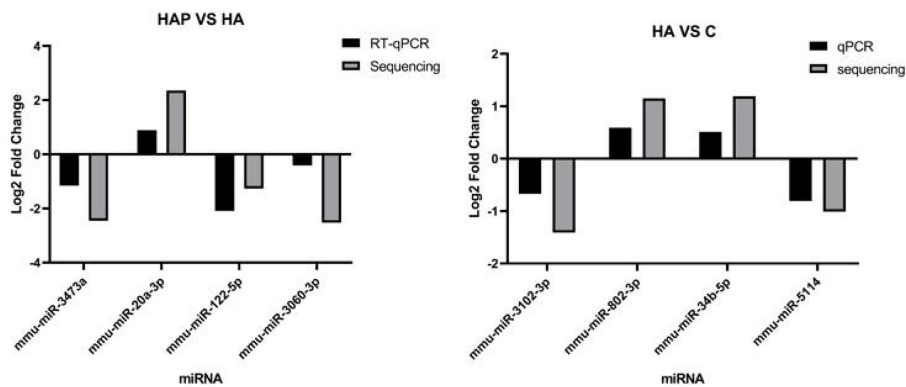 HAP VS HA
RT-qPCR
Sequencing
Log2 Fold Change
4
2
0
-2
-4
mmu-miR-3473a
mmu-miR-20a-3p
mmu-miR-122-5p
mmu-miR-3060-3p
miRNA
HA VS C
qPCR
sequencing
Log2 Fold Change
2
1
0
-1
-2
mmu-miR-3102-3p
mmu-miR-802-3p
mmu-miR-34b-5p
mmu-miR-5114
miRNA